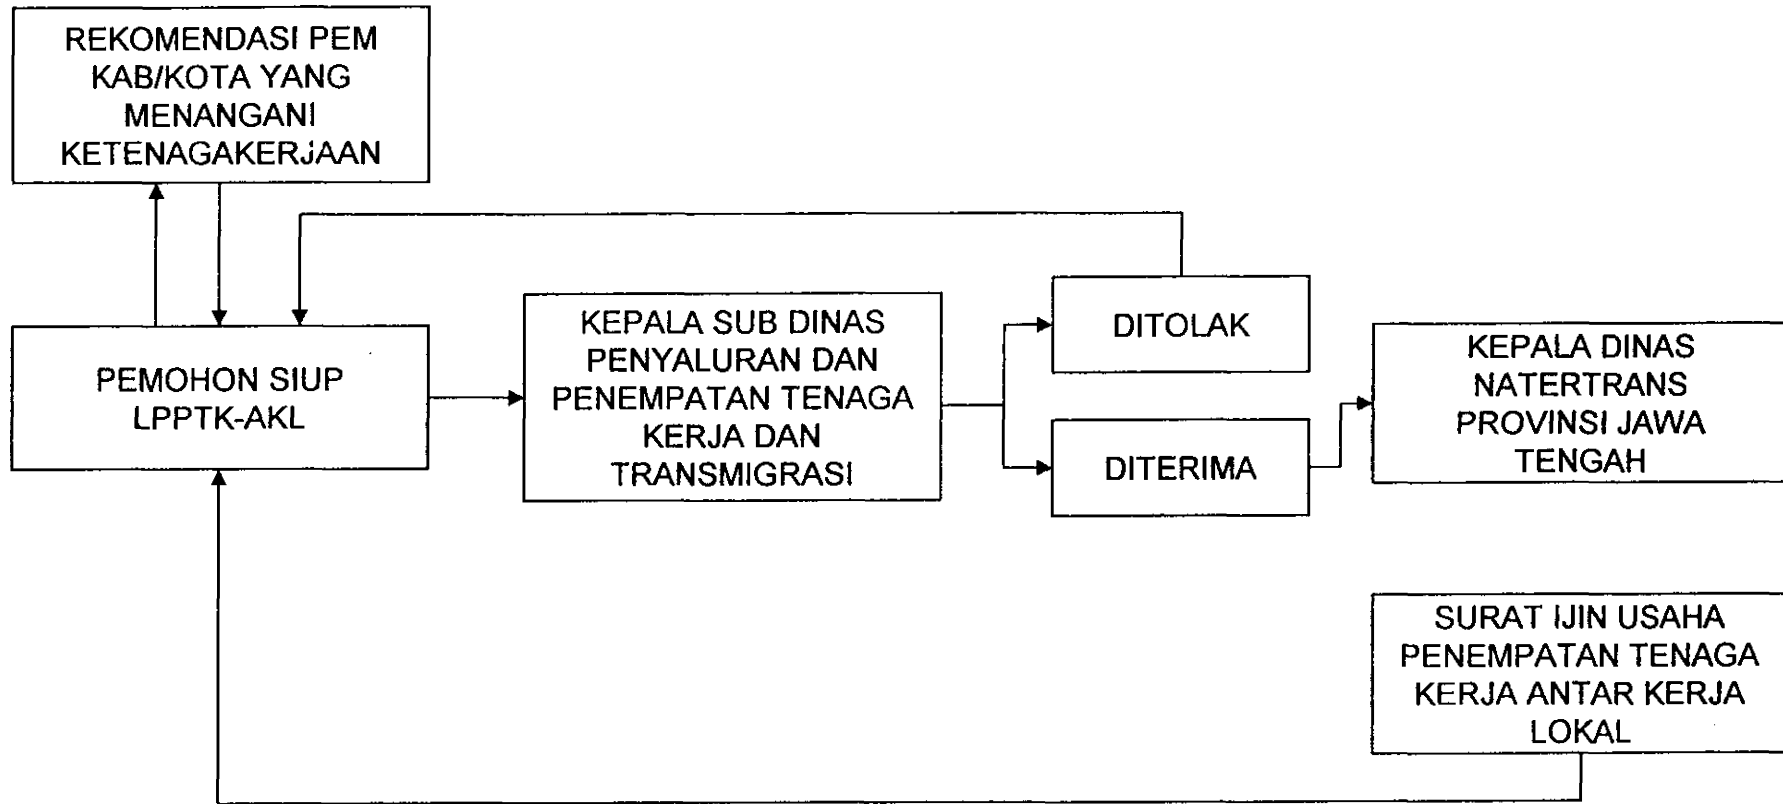 REKOMENDASI PEM
KAB/KOTA YANG
MENANGANI
KETENAGAKERJAAN
PEMOHON SIUP
LPPTK-AKL
KEPALA SUB DINAS
PENYALURAN DAN
PENEMPATAN TENAGA
KERJA DAN
TRANSMIGRASI
DITOLAK
DITERIMA
KEPALA DINAS
NATERTRANS
PROVINSI JAWA
TENGAH
SURAT IJIN USAHA
PENEMPATAN TENAGA
KERJA ANTAR KERJA
LOKAL